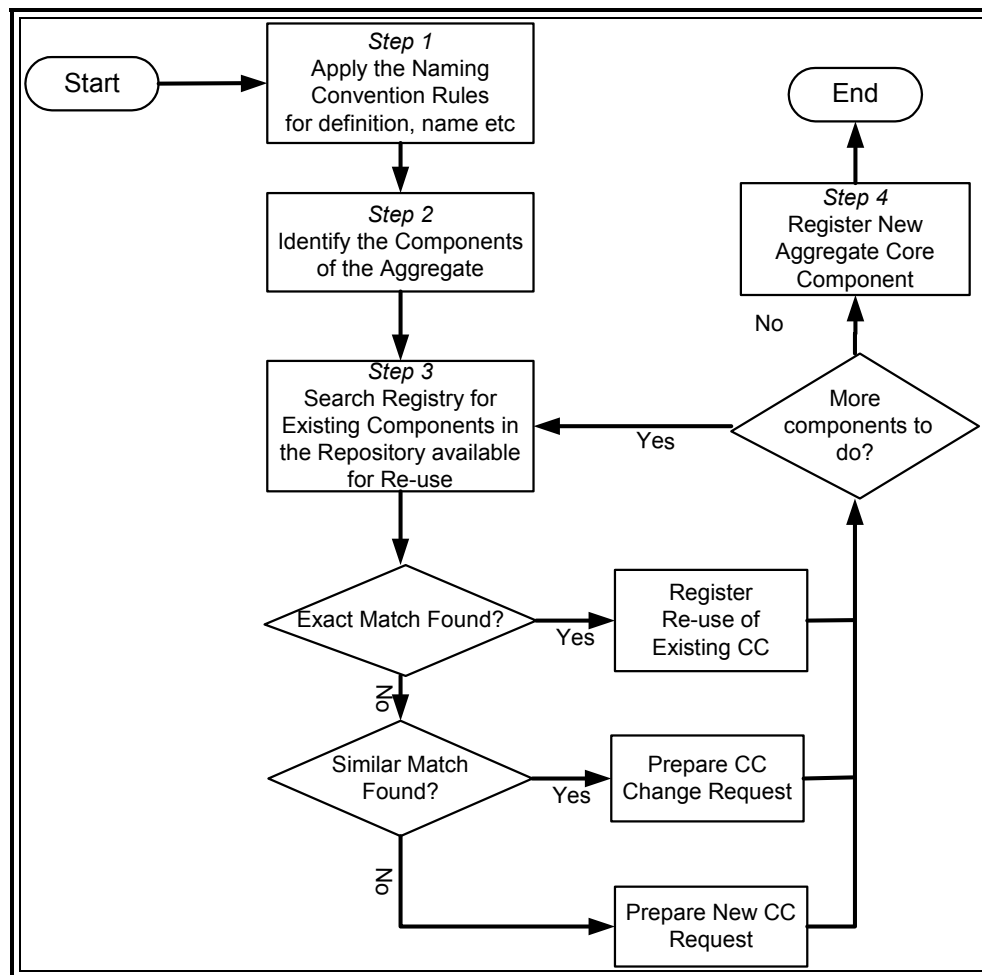 Start
Step 1
Apply the Naming
Convention Rules
for definition, name etc
Step 2
Identify the Components
of the Aggregate
Step 3
Search Registry for
Existing Components in
the Repository available
for Re-use
Exact Match Found?
Yes
Register
Re-use of
Existing CC
No
Similar Match
Found?
Yes
Prepare CC
Change Request
No
Prepare New CC
Request
More
components to
do?
Yes
No
Step 4
Register New
Aggregate Core
Component
End